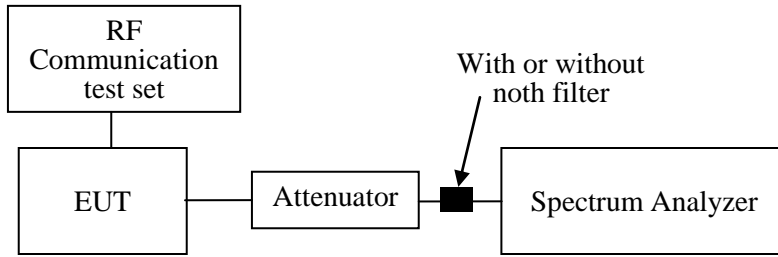 RF
Communication
test set
With or without
noth filter
EUT
Attenuator
Spectrum Analyzer